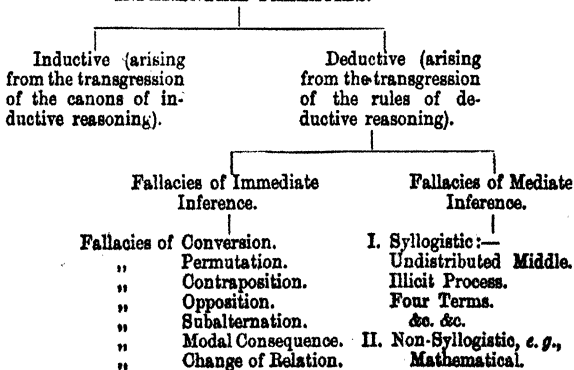 Inductive (arising
from the transgression
of the canons of in-
ductive reasoning).
Deductive (arising
from the transgression
of the rules of de-
ductive reasoning).
Fallacies of Immediate
Inference.
Fallacies of Conversion.
„ Permutation.
„ Contraposition.
„ Opposition.
„ Subalternation.
„ Modal Consequence.
„ Change of Relation.
Fallacies of Mediate
Inference.
I. Syllogistic:—
Undistributed Middle.
Illicit Process.
Four Terms.
&c. &c.
II. Non-Syllogistic, e. g.,
Mathematical.